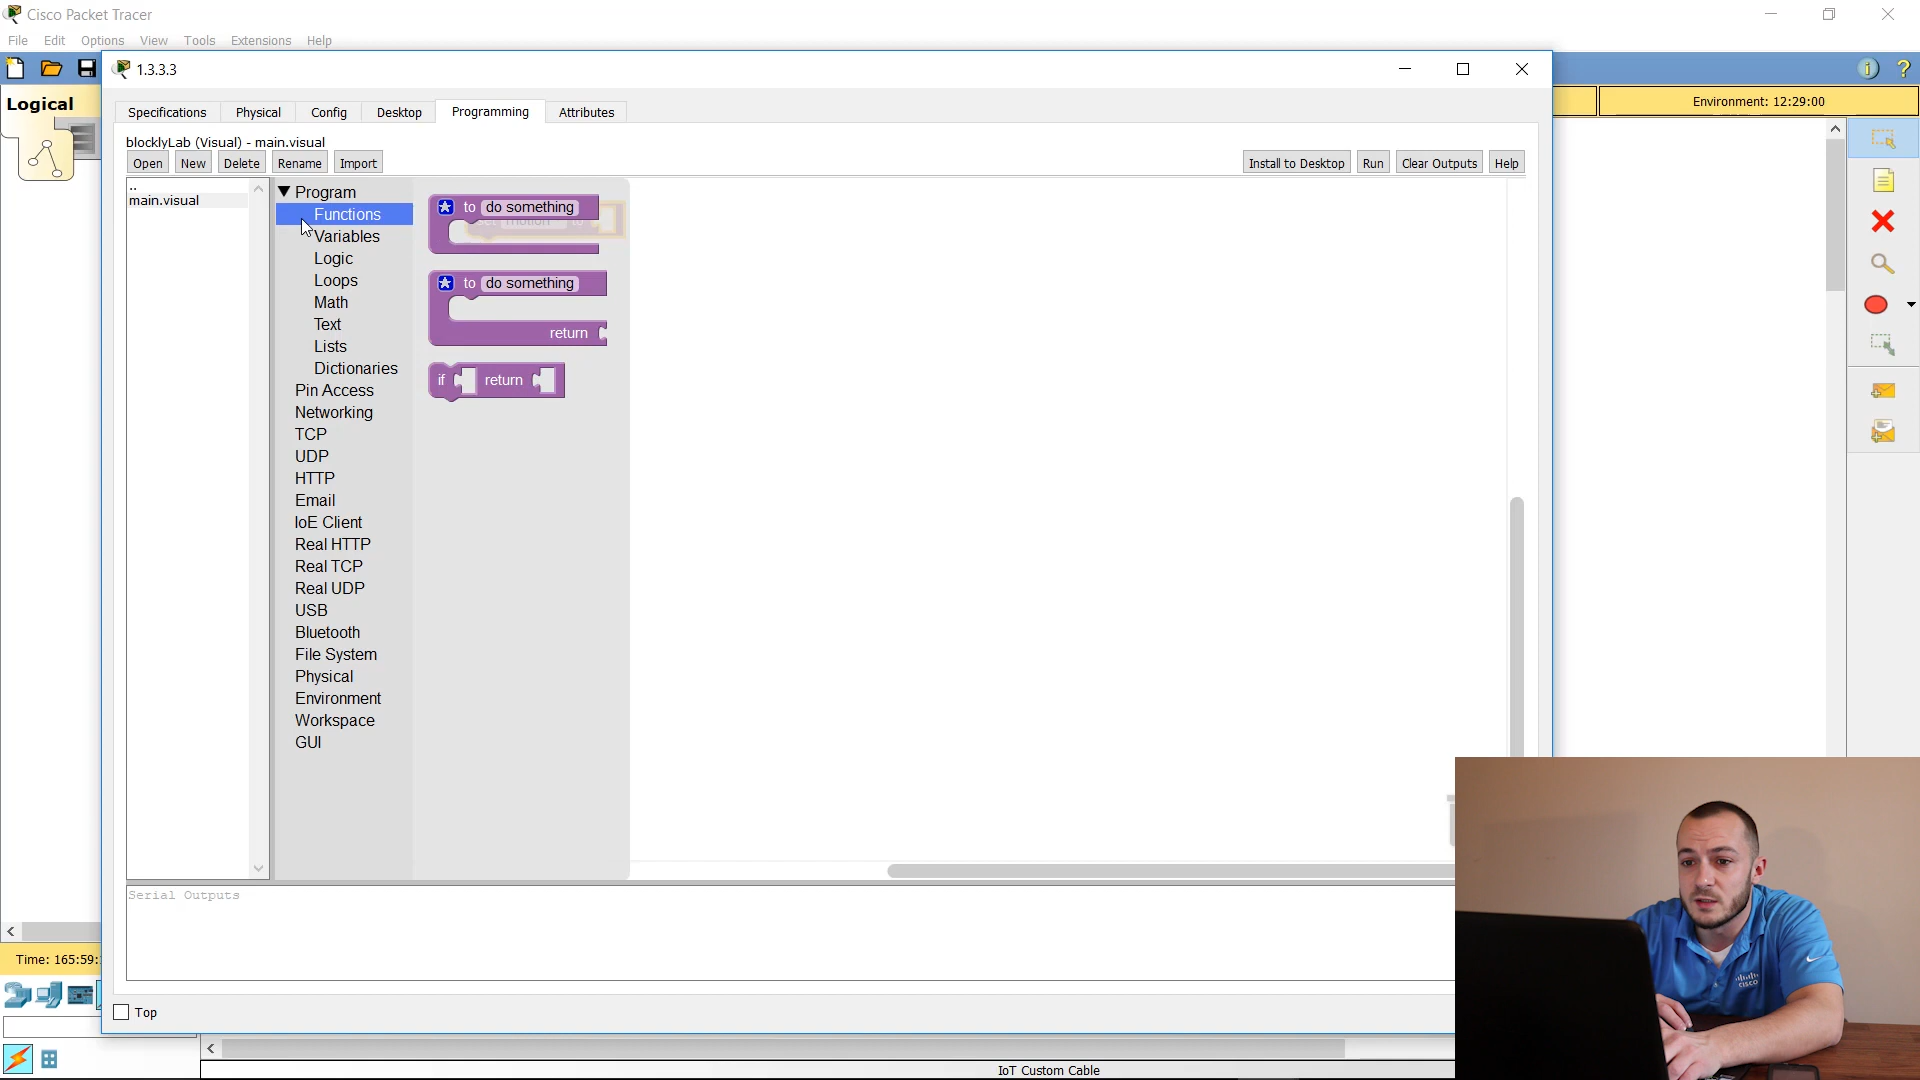 Cisco Packet Tracer
File Edit Options View Tools Extensions Help
1.3.3.3
Logical
Environment: 12:29:00
Specifications Physical Config Desktop Programming Attributes
blocklyLab (Visual) - main.visual
Open New Delete Rename Import Install to Desktop Run Clear Outputs Help
..
main.visual
Program
Functions
Variables
Logic
Loops
Math
Text
Lists
Dictionaries
Pin Access
Networking
TCP
UDP
HTTP
Email
IoE Client
Real HTTP
Real TCP
Real UDP
USB
Bluetooth
File System
Physical
Environment
Workspace
GUI
to do something
set motion to
to do something
return
if return
Serial Outputs
Time: 165:59:
Top
IoT Custom Cable
CISCO